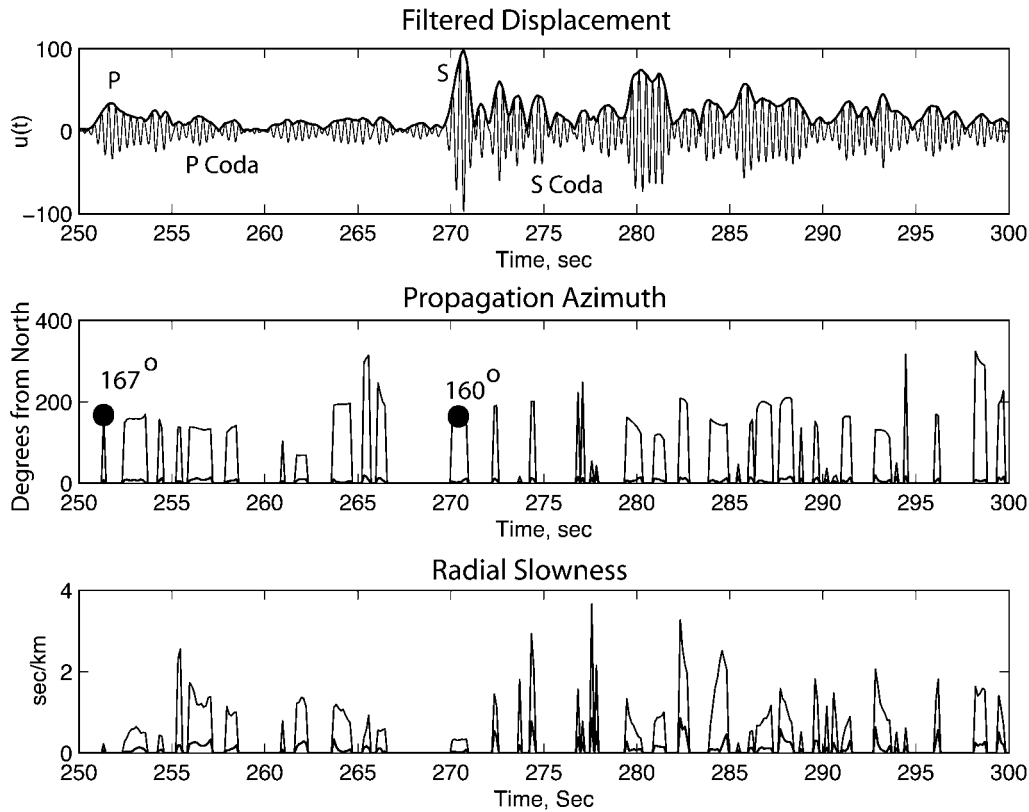 Filtered Displacement
100
0
−100
u(t)
P
P Coda
S
S Coda
250 255 260 265 270 275 280 285 290 295 300
Time, sec
Propagation Azimuth
400
200
0
Degrees from North
167°
160°
250 255 260 265 270 275 280 285 290 295 300
Time, sec
Radial Slowness
4
2
0
sec/km
250 255 260 265 270 275 280 285 290 295 300
Time, Sec